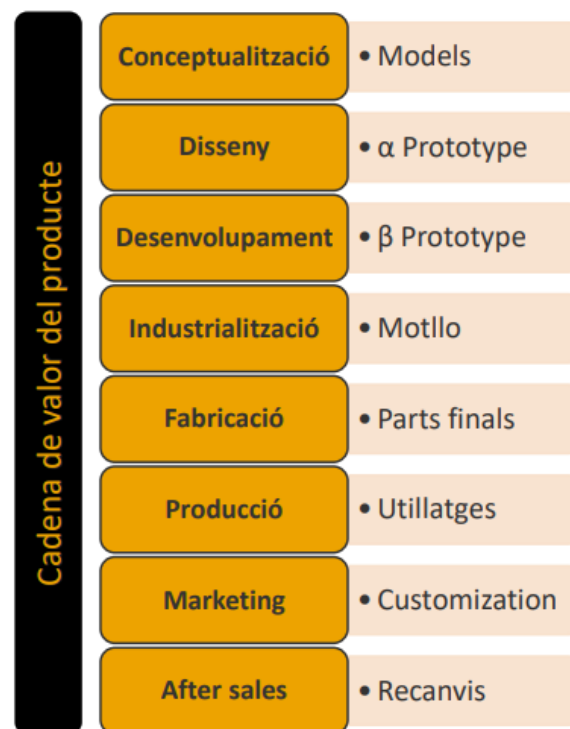 Cadena de valor del producte
Conceptualització
• Models
Disseny
• α Prototype
Desenvolupament
• β Prototype
Industrialització
• Motllo
Fabricació
• Parts finals
Producció
• Utillatges
Marketing
• Customization
After sales
• Recanvis